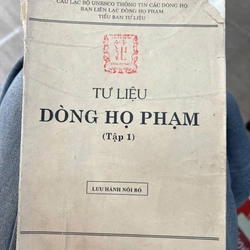 CÂU LẠC BỘ UNESCO THÔNG TIN CÁC DÒNG HỌ
BAN LIÊN LẠC DÒNG HỌ PHẠM
TIỂU BAN TƯ LIỆU
TƯ LIỆU
DÒNG HỌ PHẠM
(Tập 1)
LƯU HÀNH NỘI BỘ